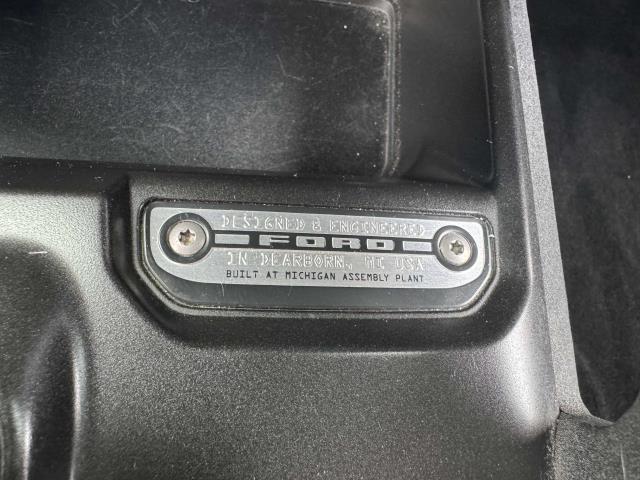 DESIGNED & ENGINEERED
FORD
IN DEARBORN, MI USA
BUILT AT MICHIGAN ASSEMBLY PLANT